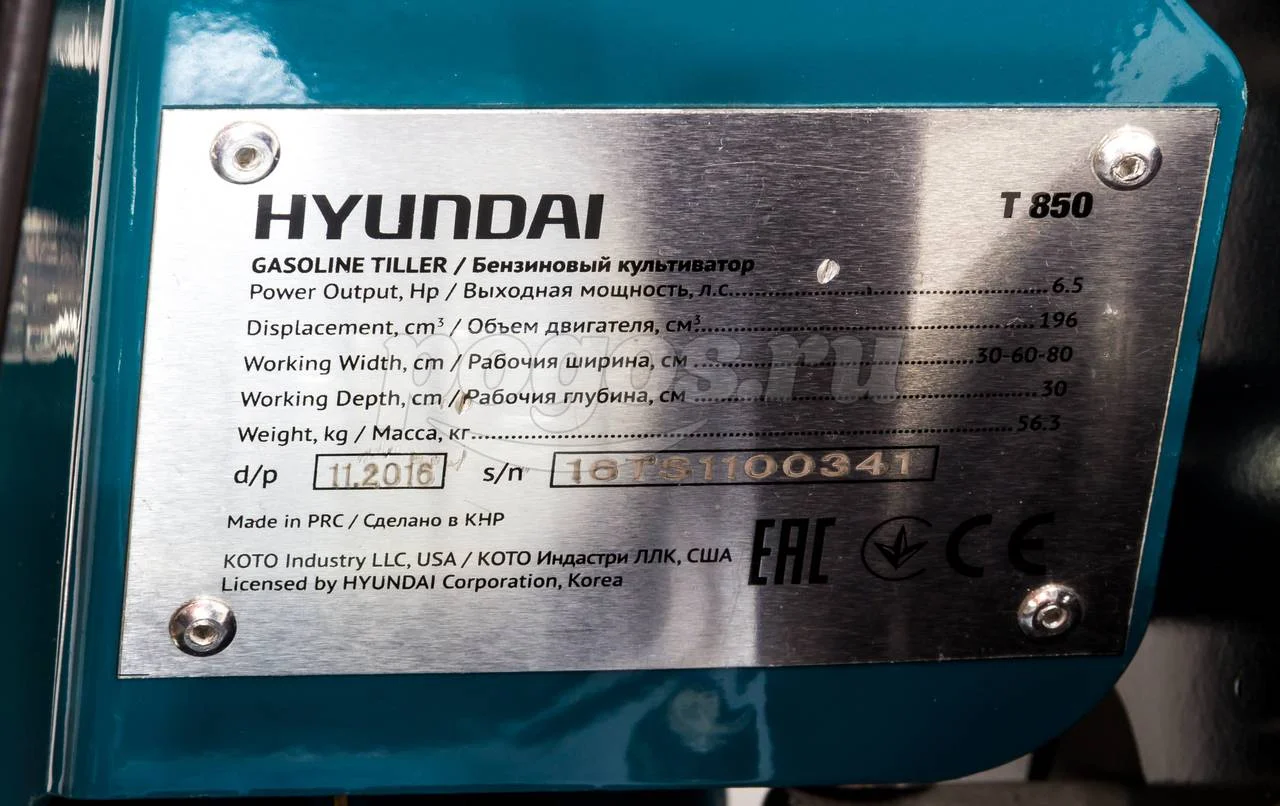 HYUNDAI T 850
GASOLINE TILLER / Бензиновый культиватор
Power Output, Hp / Выходная мощность, л.с. 6.5
Displacement, cm³ / Объем двигателя, см³ 196
Working Width, cm / Рабочия ширина, см 30-60-80
Working Depth, cm / Рабочия глубина, см 30
Weight, kg / Масса, кг 56.3
d/p 11.2016 s/n 16TS1100341
Made in PRC / Сделано в КНР
KOTO Industry LLC, USA / КОТО Индастри ЛЛК, США
Licensed by HYUNDAI Corporation, Korea
EAC CE
pogos.ru